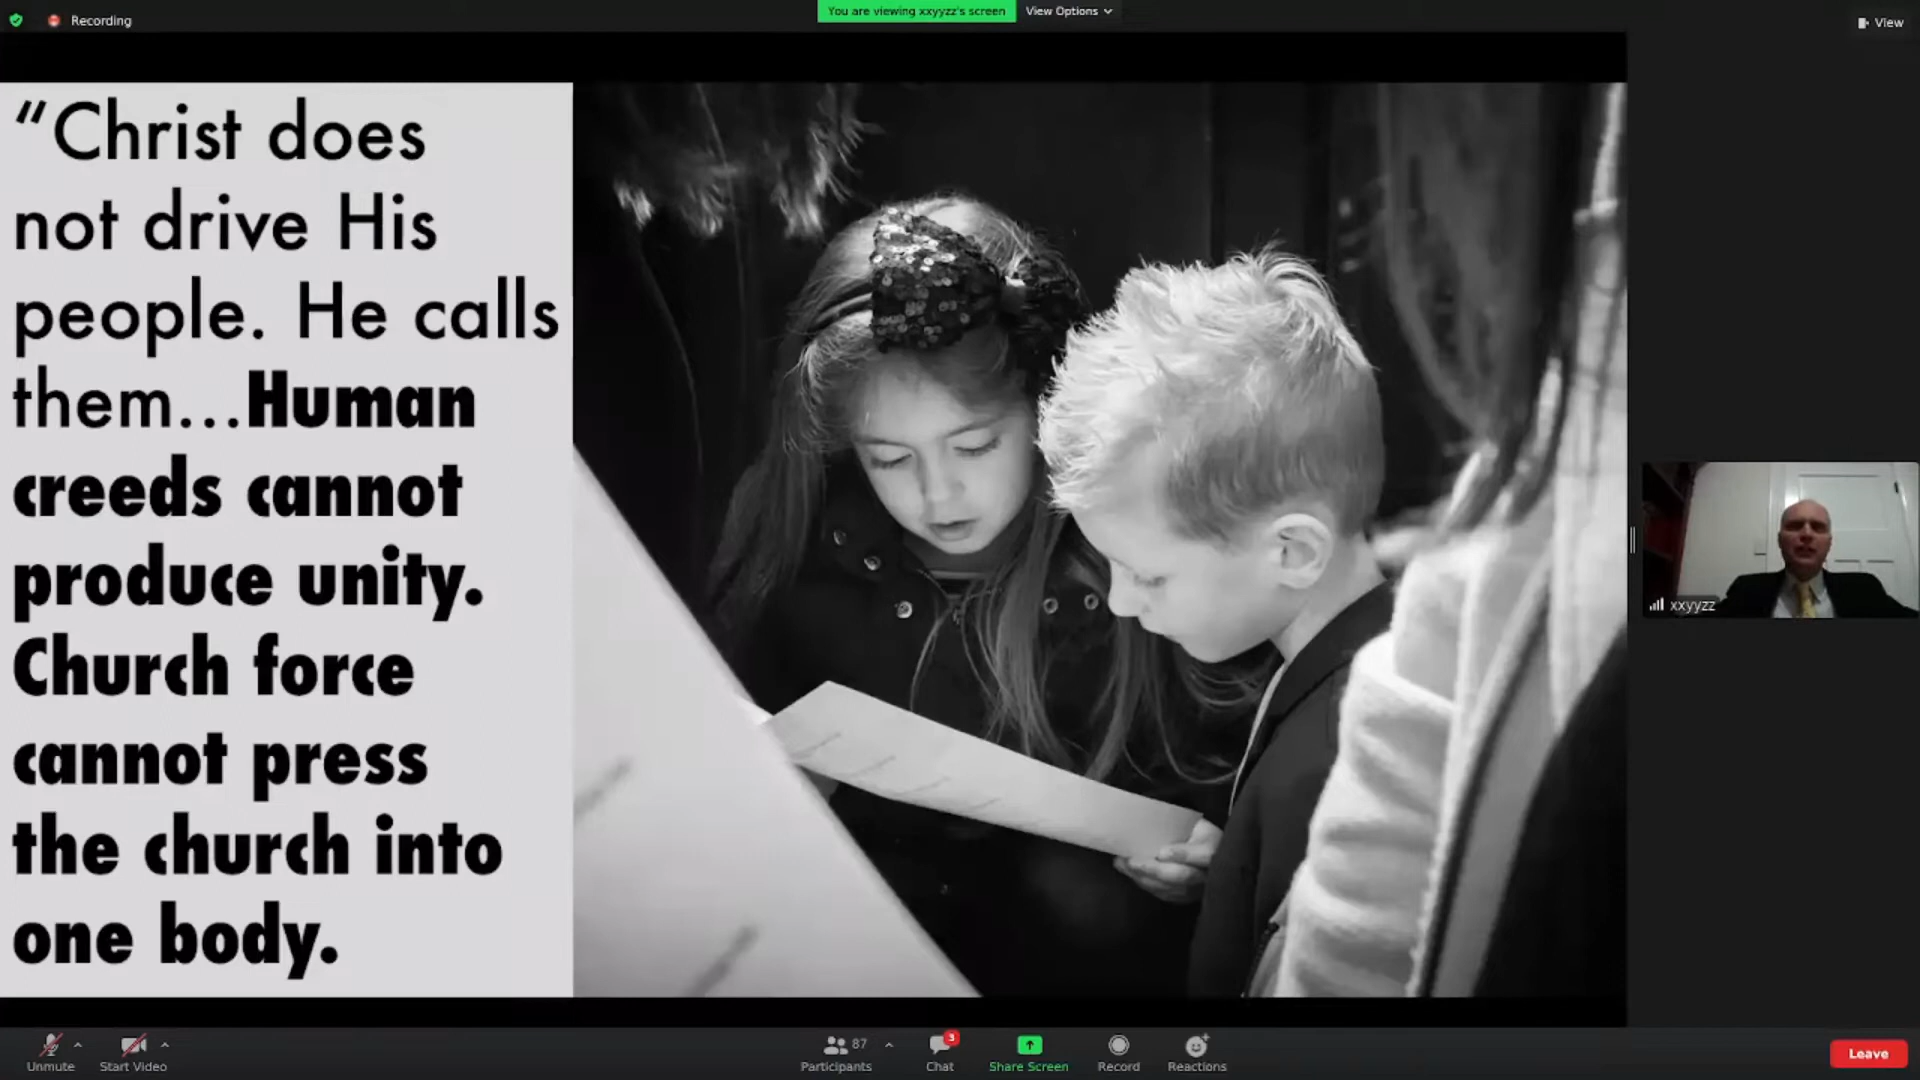 Recording
You are viewing xxyyzz's screen
View Options
View
“Christ does
not drive His
people. He calls
them...Human
creeds cannot
produce unity.
Church force
cannot press
the church into
one body.
xxyyzz
Unmute
Start Video
87
Participants
3
Chat
Share Screen
Record
Reactions
Leave